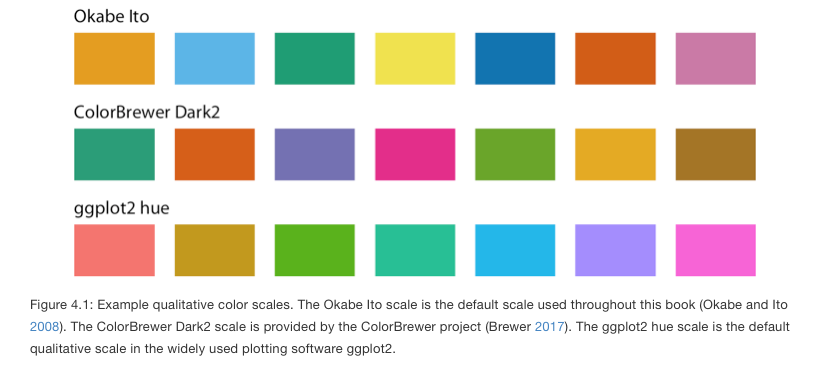 Okabe Ito
ColorBrewer Dark2
ggplot2 hue
Figure 4.1: Example qualitative color scales. The Okabe Ito scale is the default scale used throughout this book (Okabe and Ito
2008). The ColorBrewer Dark2 scale is provided by the ColorBrewer project (Brewer 2017). The ggplot2 hue scale is the default
qualitative scale in the widely used plotting software ggplot2.